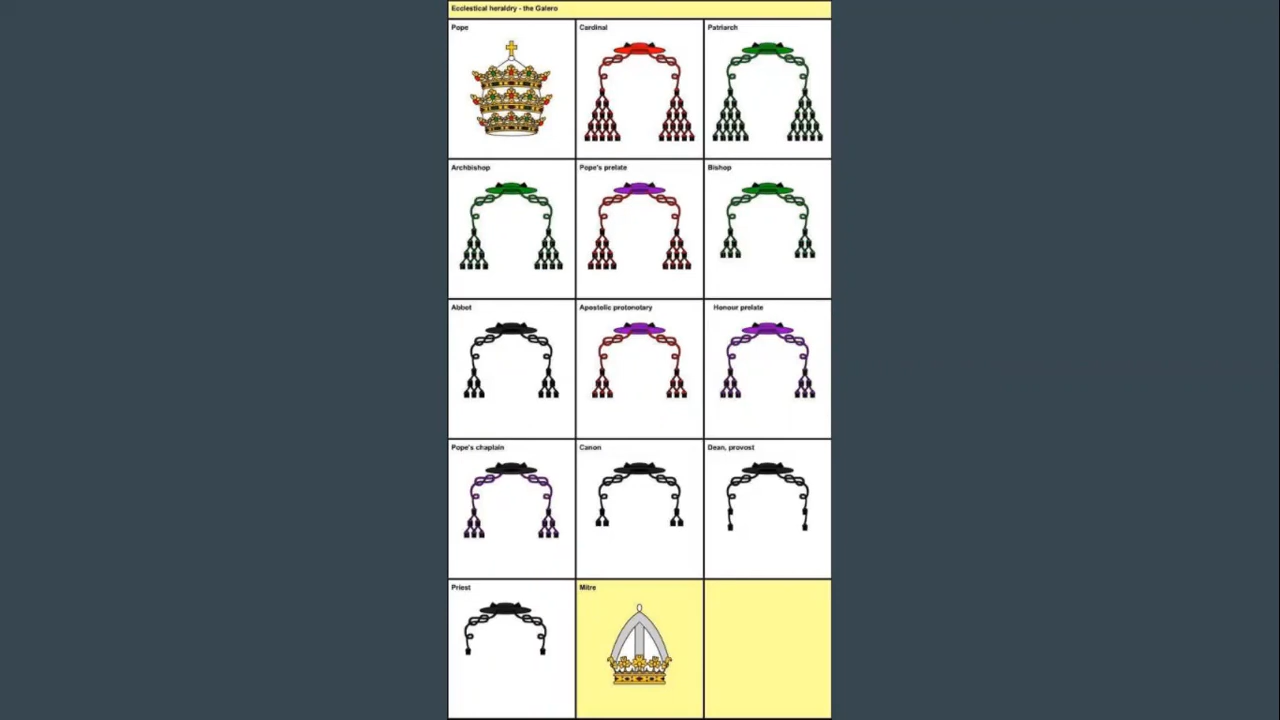 Ecclestical heraldry - the Galero
Pope
Cardinal
Patriarch
Archbishop
Pope's prelate
Bishop
Abbot
Apostolic protonotary
Honour prelate
Pope's chaplain
Canon
Dean, provost
Priest
Mitre